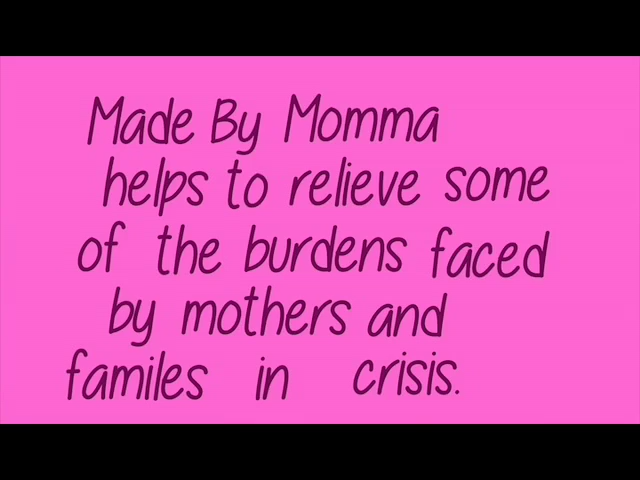 Made By Momma
helps to relieve some
of the burdens faced
by mothers and
familes in crisis.